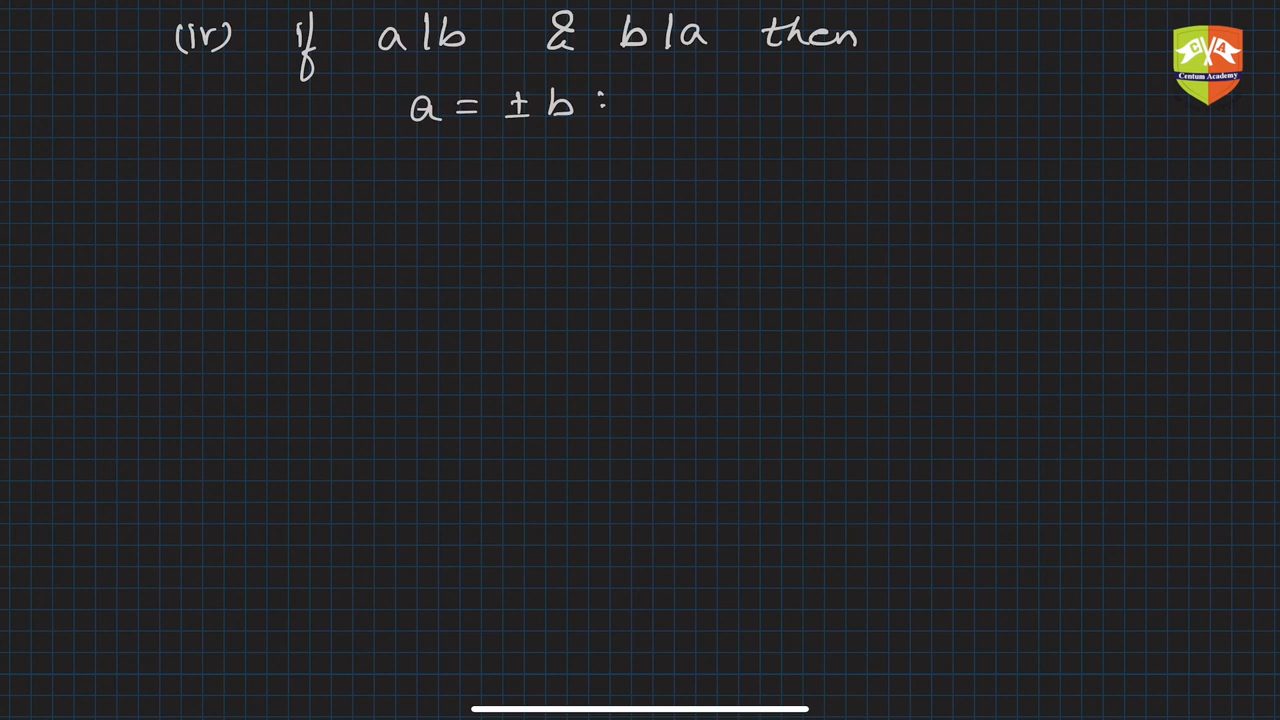 (iv) if a | b & b | a then
a = ± b :
C A
Centum Academy